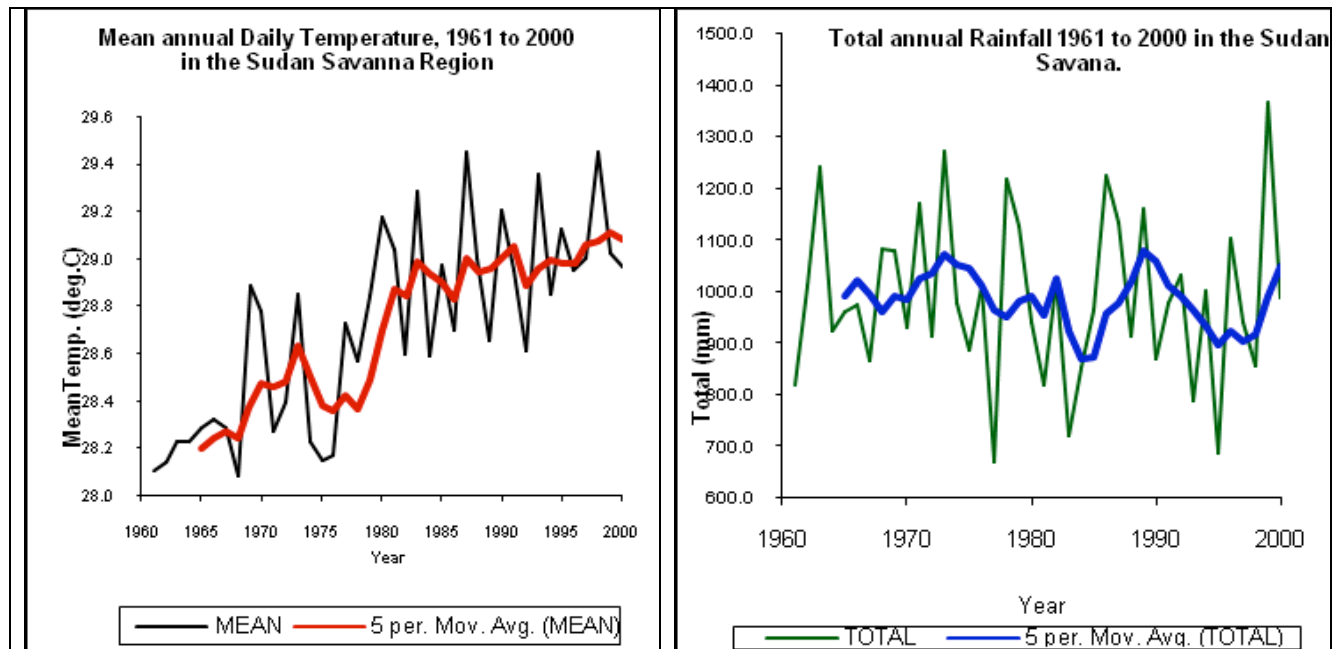 Mean annual Daily Temperature, 1961 to 2000
in the Sudan Savanna Region
29.6
29.4
29.2
29.0
28.8
28.6
28.4
28.2
28.0
MeanTemp. (deg.C)
1960 1965 1970 1975 1980 1985 1990 1995 2000
Year
MEAN 5 per. Mov. Avg. (MEAN)
Total annual Rainfall 1961 to 2000 in the Sudan
Savana.
1500.0
1400.0
1300.0
1200.0
1100.0
1000.0
900.0
800.0
700.0
600.0
Total (mm)
1960 1970 1980 1990 2000
Year
TOTAL 5 per. Mov. Avg. (TOTAL)